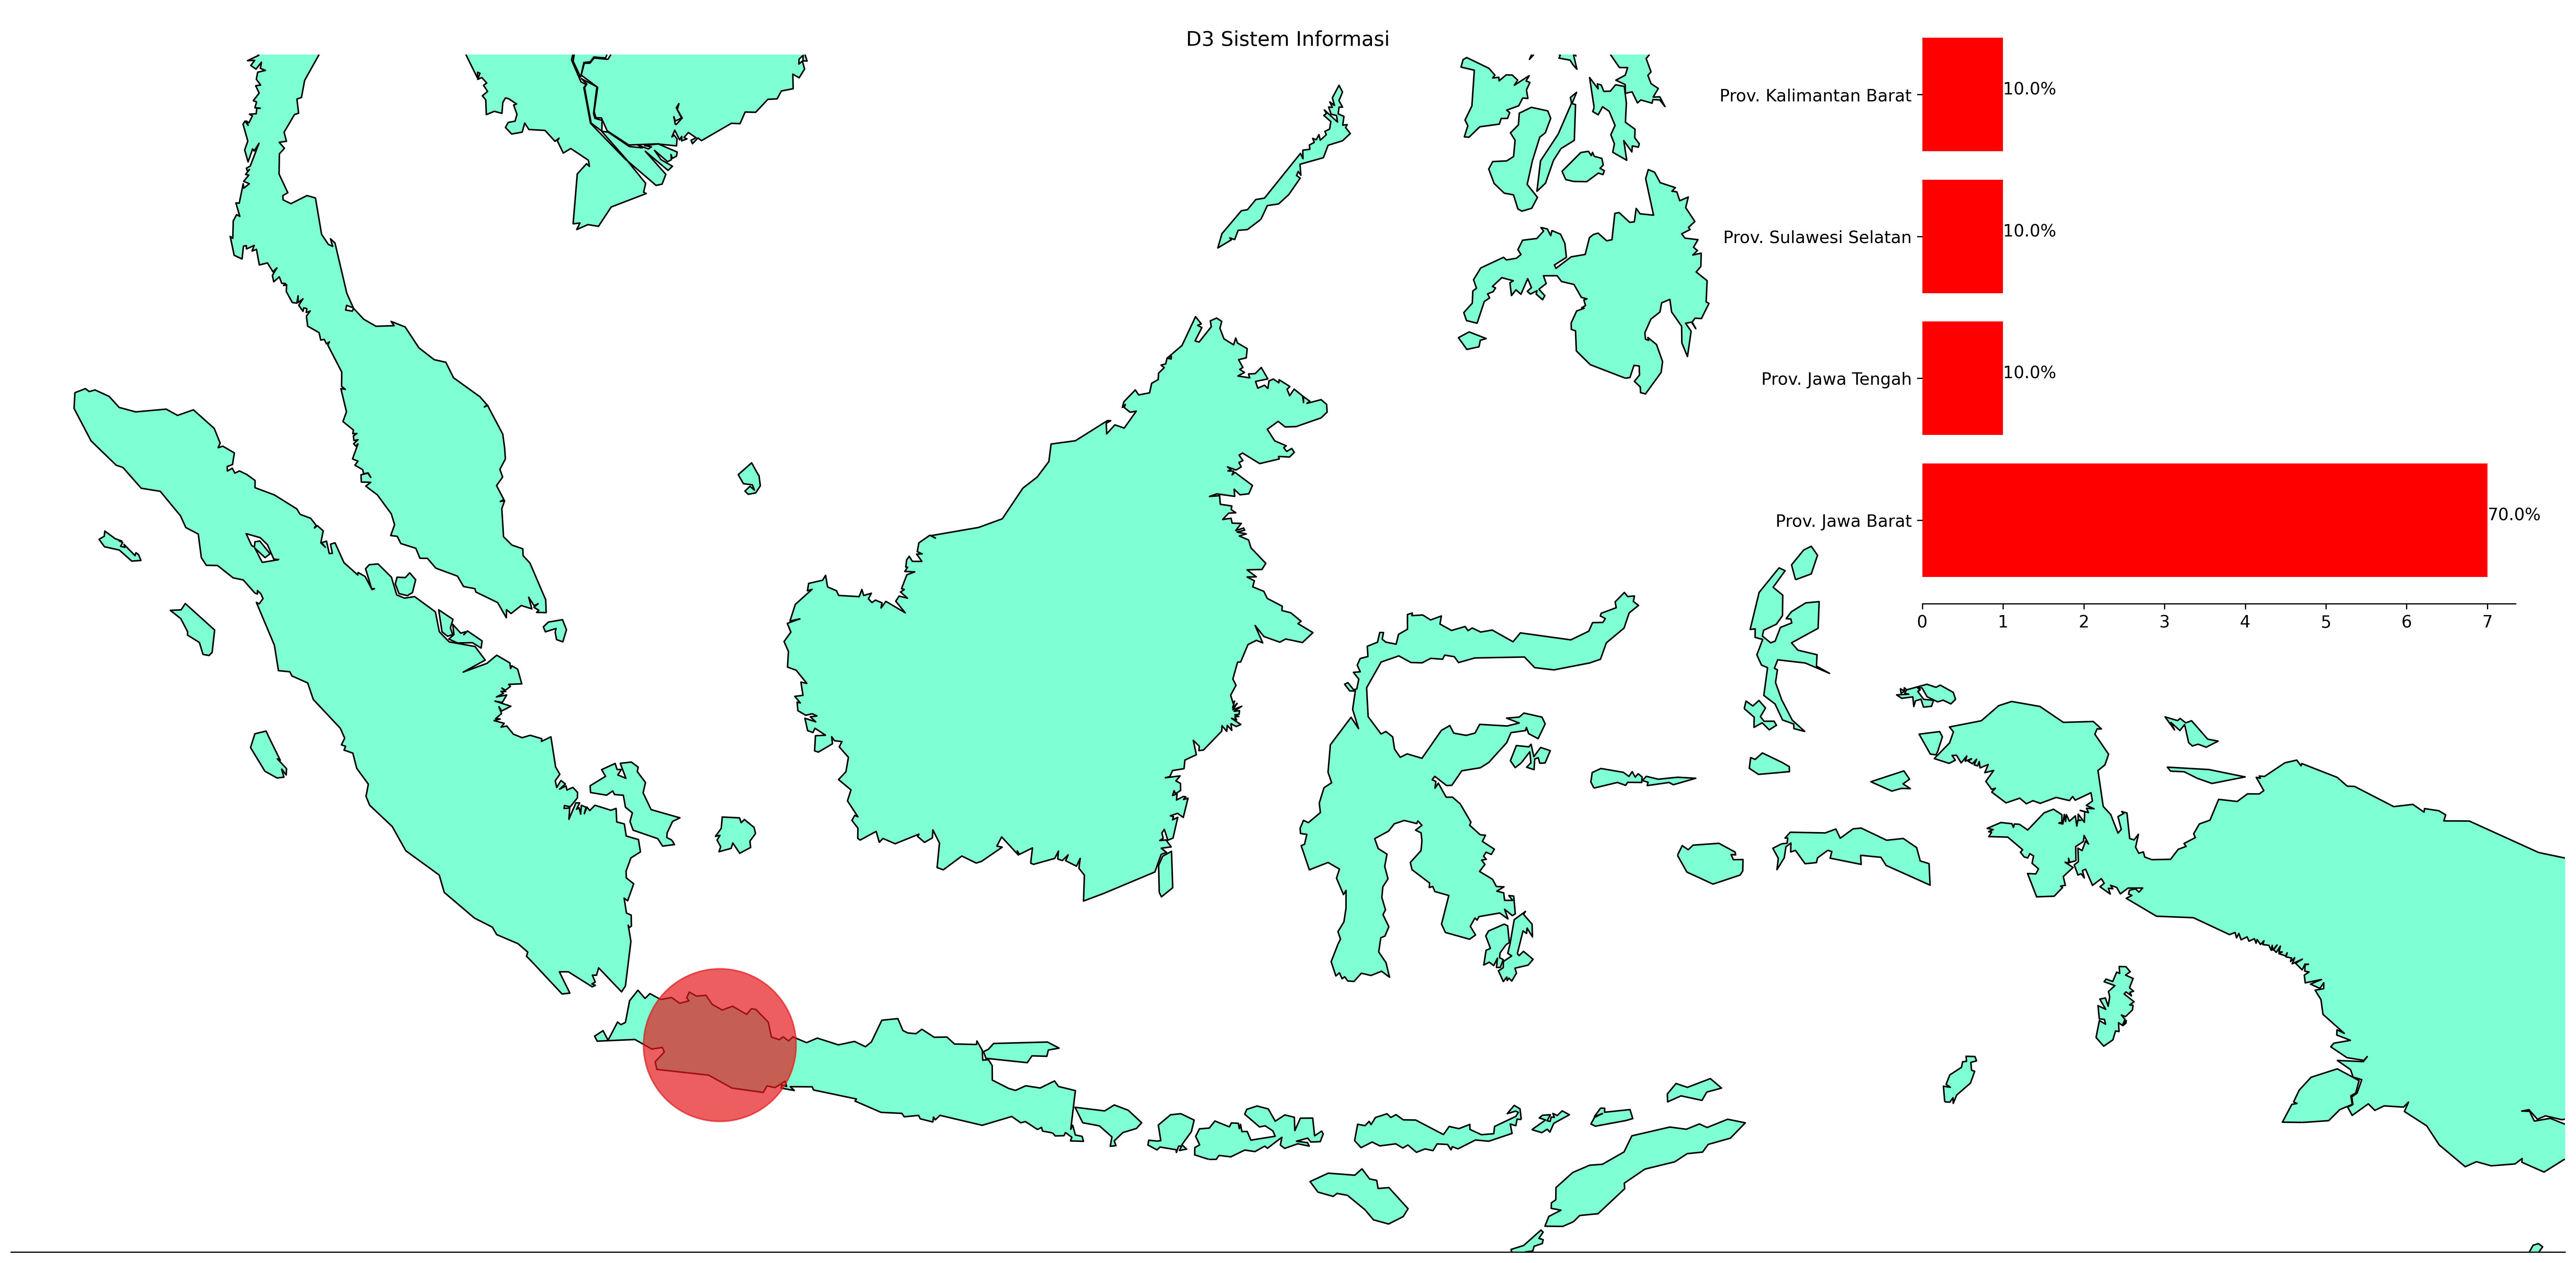 D3 Sistem Informasi
Prov. Kalimantan Barat 10.0%
Prov. Sulawesi Selatan 10.0%
Prov. Jawa Tengah 10.0%
Prov. Jawa Barat 70.0%
0 1 2 3 4 5 6 7